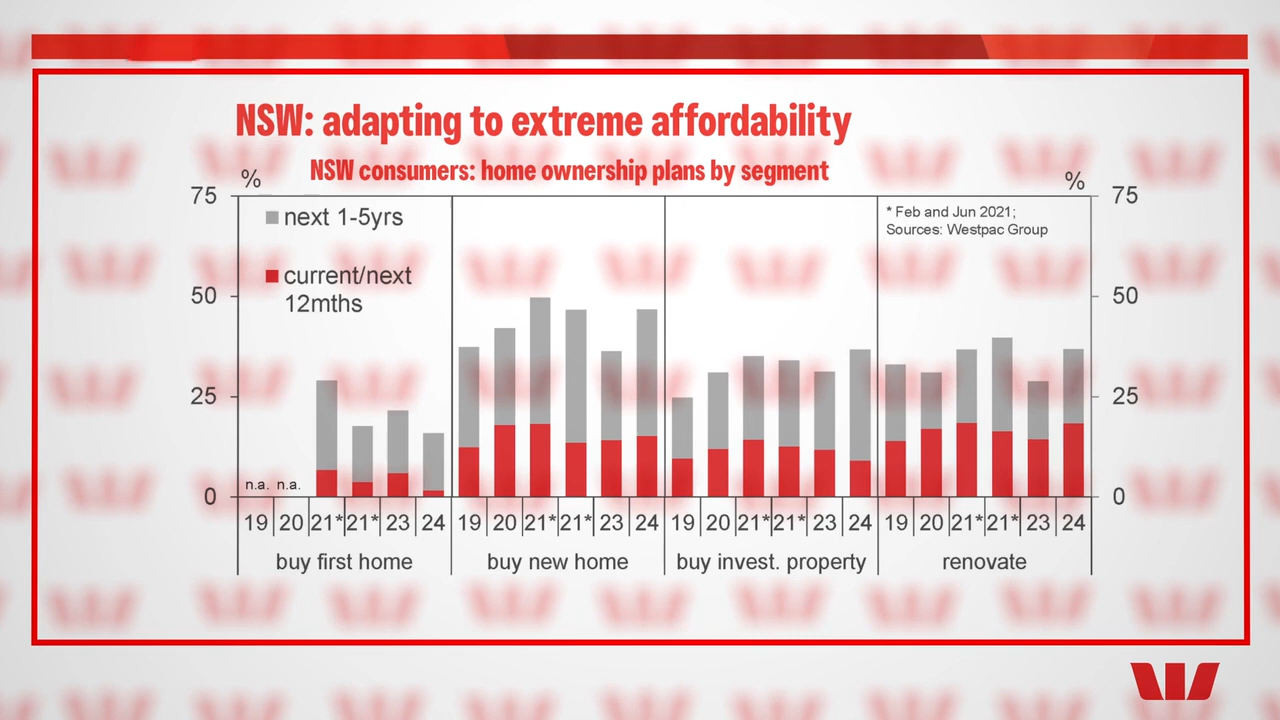 NSW: adapting to extreme affordability
NSW consumers: home ownership plans by segment
% %
75 75
next 1-5yrs
* Feb and Jun 2021;
Sources: Westpac Group
current/next
12mths
50 50
25 25
n.a. n.a.
0 0
19 20 21* 21* 23 24 19 20 21* 21* 23 24 19 20 21* 21* 23 24 19 20 21* 21* 23 24
buy first home buy new home buy invest. property renovate